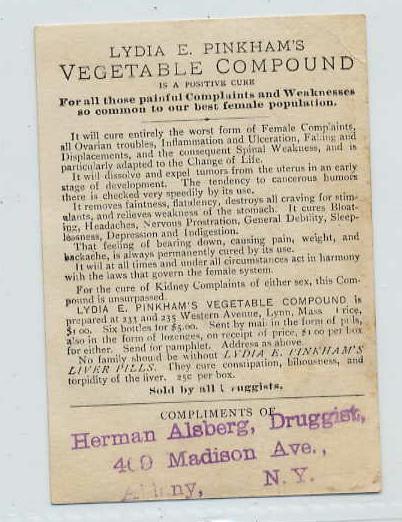 LYDIA E. PINKHAM'S
VEGETABLE COMPOUND
IS A POSITIVE CURE
For all those painful Complaints and Weaknesses
so common to our best female population.
It will cure entirely the worst form of Female Complaints,
all Ovarian troubles, Inflammation and Ulceration, Falling and
Displacements, and the consequent Spinal Weakness, and is
particularly adapted to the Change of Life.
It will dissolve and expel tumors from the uterus in an early
stage of development. The tendency to cancerous humors
there is checked very speedily by its use.
It removes faintness, flatulency, destroys all craving for stim-
ulants, and relieves weakness of the stomach. It cures Bloat-
ing, Headaches, Nervous Prostration, General Debility, Sleep-
lessness, Depression and Indigestion.
That feeling of bearing down, causing pain, weight, and
backache, is always permanently cured by its use.
It will at all times and under all circumstances act in harmony
with the laws that govern the female system.
For the cure of Kidney Complaints of either sex, this Com-
pound is unsurpassed.
LYDIA E. PINKHAM'S VEGETABLE COMPOUND is
prepared at 233 and 235 Western Avenue, Lynn, Mass. Price,
$1 00. Six bottles for $5.00. Sent by mail in the form of pills,
also in the form of lozenges, on receipt of price, $1 00 per box
for either. Send for pamphlet. Address as above.
No family should be without LYDIA E. PINKHAM'S
LIVER PILLS. They cure constipation, biliousness, and
torpidity of the liver. 25c per box.
Sold by all Druggists.
COMPLIMENTS OF
Herman Alsberg, Druggist,
Madison Ave.,
N. Y.